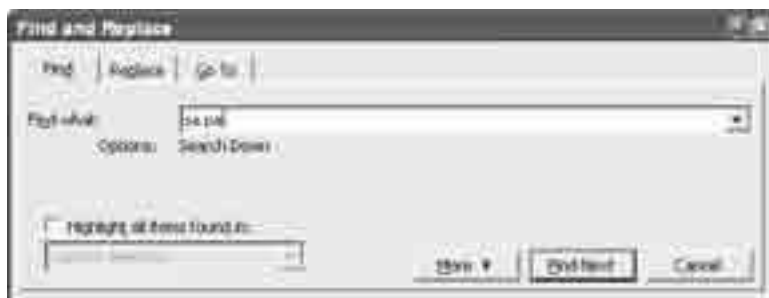 Find and Replace
Find Replace Go To
Find what:
Options: Search Down
Highlight all items found in:
More Find Next Cancel